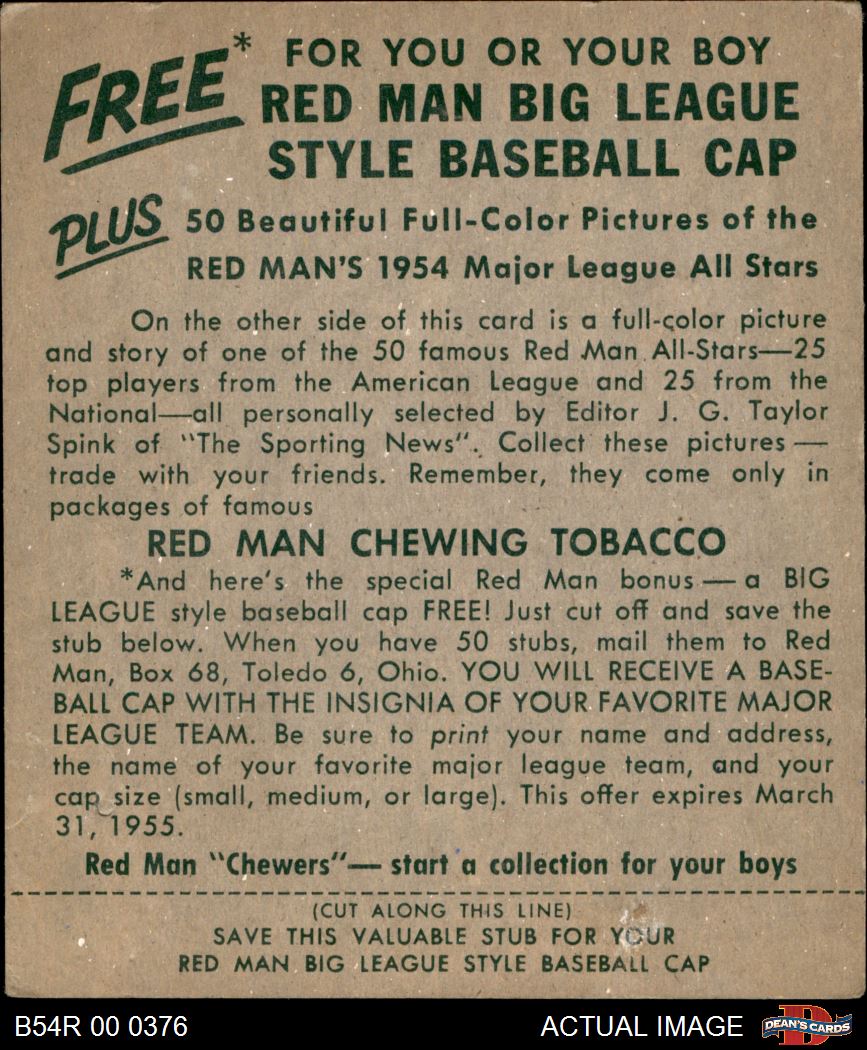 FREE* FOR YOU OR YOUR BOY
RED MAN BIG LEAGUE
STYLE BASEBALL CAP
PLUS 50 Beautiful Full-Color Pictures of the
RED MAN'S 1954 Major League All Stars
On the other side of this card is a full-color picture
and story of one of the 50 famous Red Man All-Stars—25
top players from the American League and 25 from the
National—all personally selected by Editor J. G. Taylor
Spink of "The Sporting News". Collect these pictures —
trade with your friends. Remember, they come only in
packages of famous
RED MAN CHEWING TOBACCO
*And here's the special Red Man bonus — a BIG
LEAGUE style baseball cap FREE! Just cut off and save the
stub below. When you have 50 stubs, mail them to Red
Man, Box 68, Toledo 6, Ohio. YOU WILL RECEIVE A BASE-
BALL CAP WITH THE INSIGNIA OF YOUR FAVORITE MAJOR
LEAGUE TEAM. Be sure to print your name and address,
the name of your favorite major league team, and your
cap size (small, medium, or large). This offer expires March
31, 1955.
Red Man "Chewers"— start a collection for your boys
(CUT ALONG THIS LINE)
SAVE THIS VALUABLE STUB FOR YOUR
RED MAN BIG LEAGUE STYLE BASEBALL CAP
B54R 00 0376 ACTUAL IMAGE DEAN'S CARDS